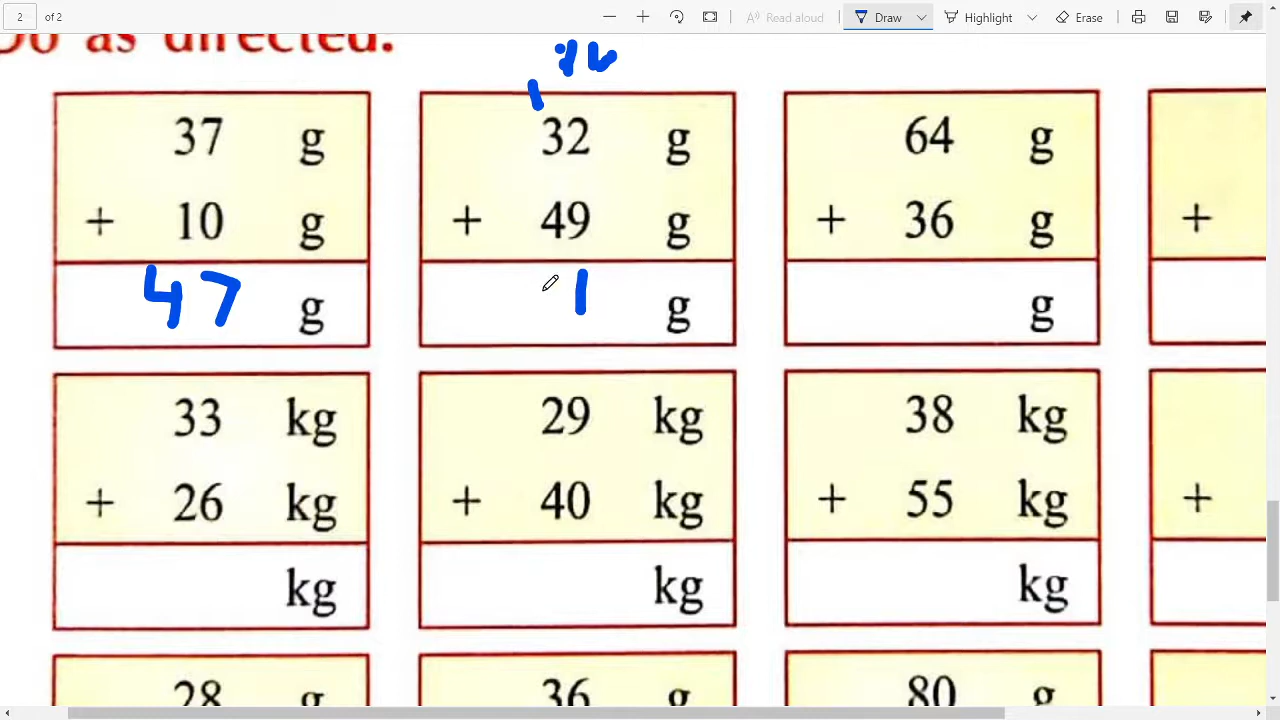 2 of 2 Read aloud Draw Highlight Erase
Do as directed.
37 g 32 g 64 g
+ 10 g + 49 g + 36 g +
47 g 1 g g
33 kg 29 kg 38 kg
+ 26 kg + 40 kg + 55 kg +
kg kg kg
28 g 36 g 80 g